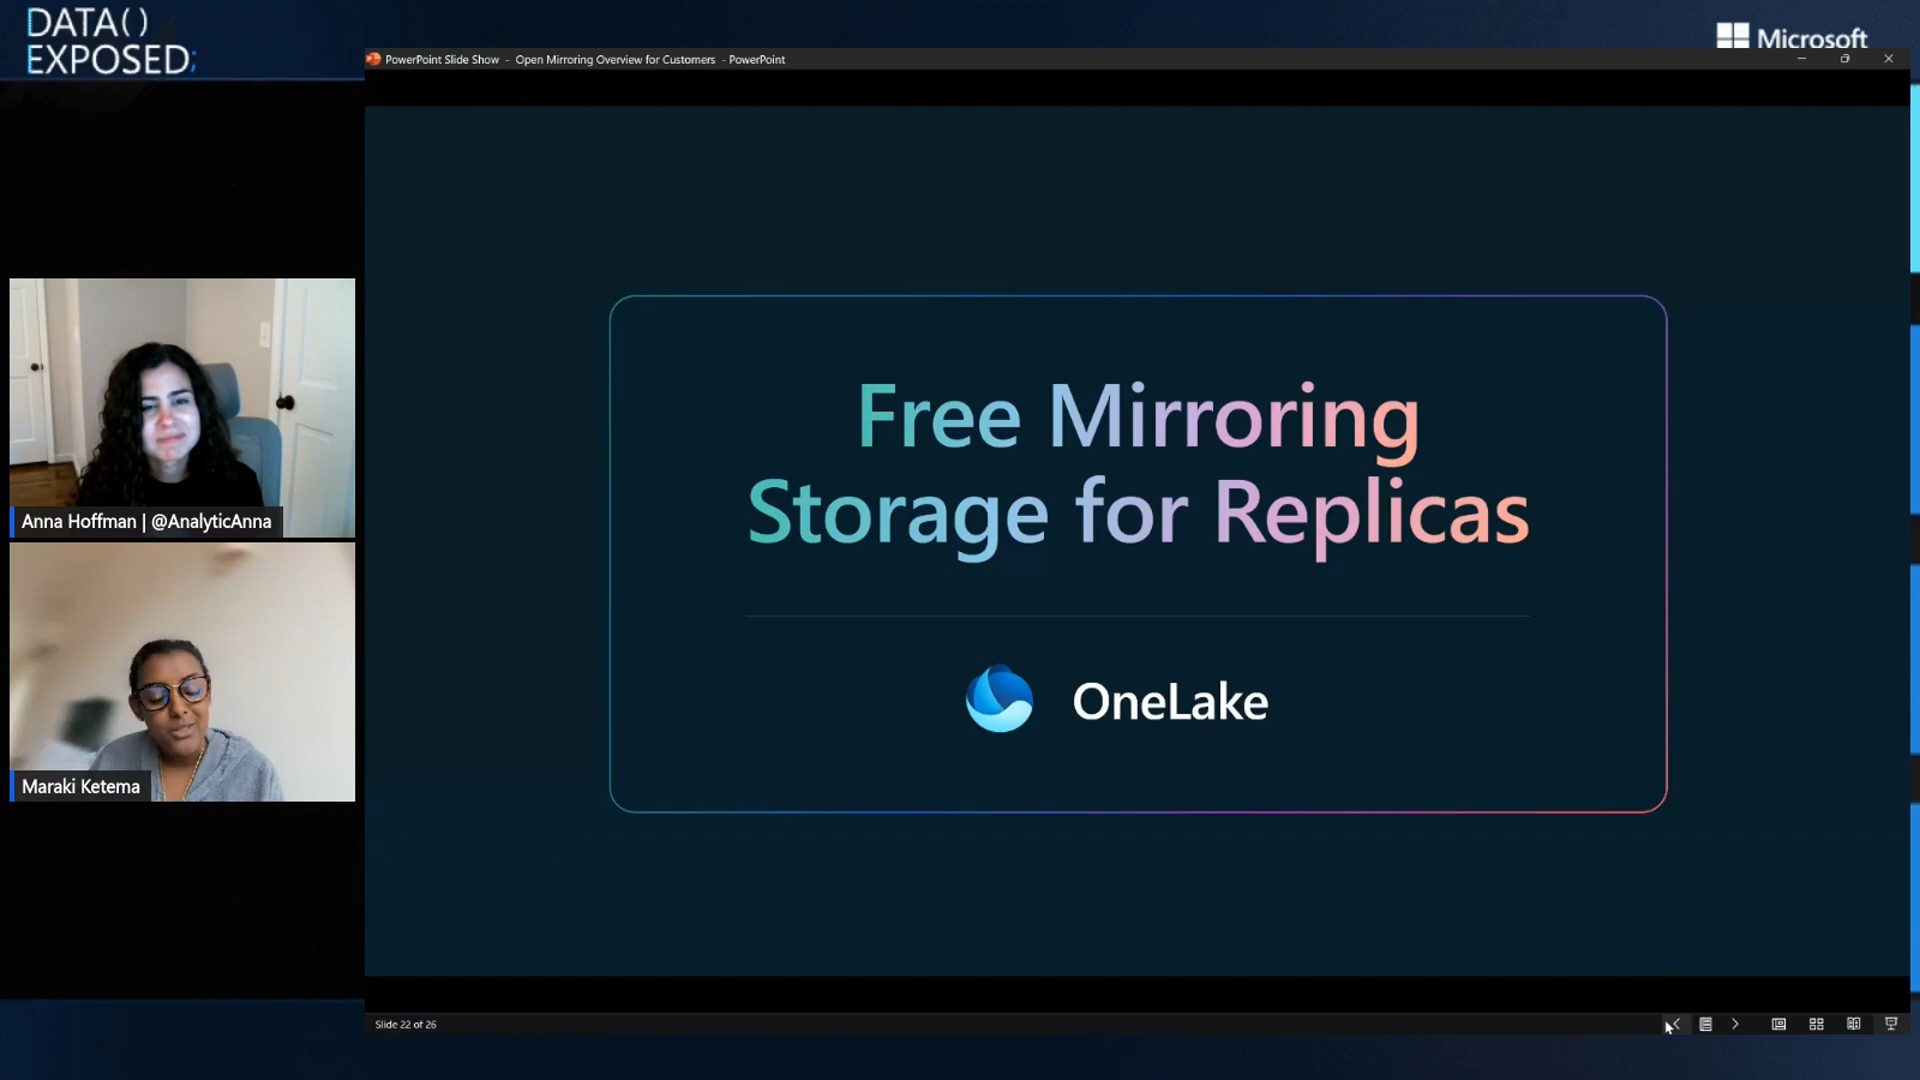 DATA()
EXPOSED;
Microsoft
PowerPoint Slide Show - Open Mirroring Overview for Customers - PowerPoint
Free Mirroring
Storage for Replicas
OneLake
Anna Hoffman | @AnalyticAnna
Maraki Ketema
Slide 22 of 26